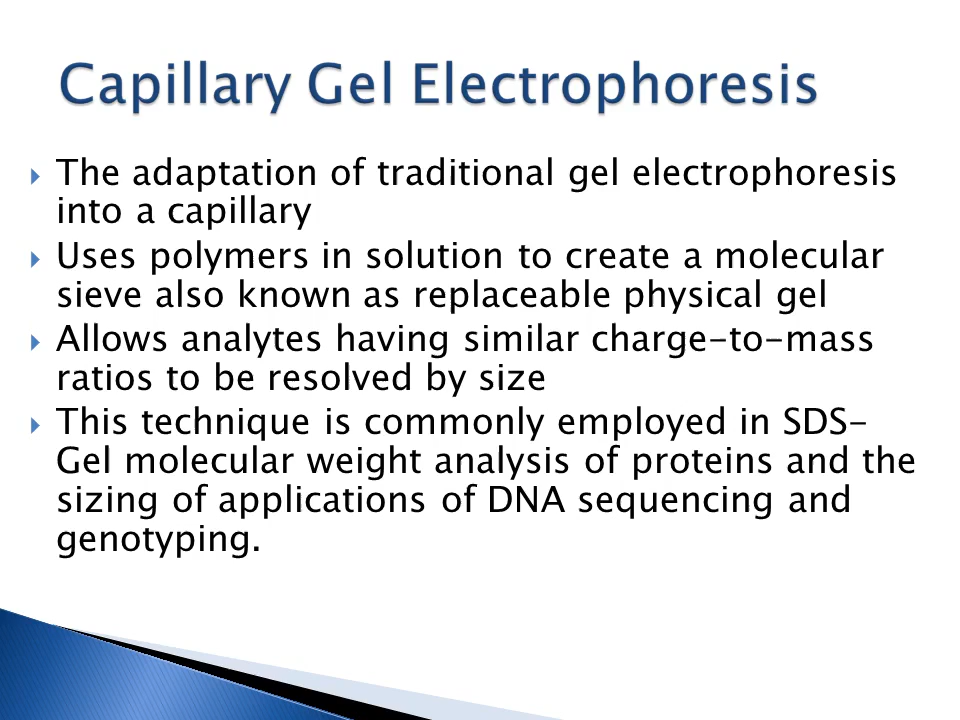 Capillary Gel Electrophoresis
The adaptation of traditional gel electrophoresis
into a capillary
Uses polymers in solution to create a molecular
sieve also known as replaceable physical gel
Allows analytes having similar charge-to-mass
ratios to be resolved by size
This technique is commonly employed in SDS-
Gel molecular weight analysis of proteins and the
sizing of applications of DNA sequencing and
genotyping.